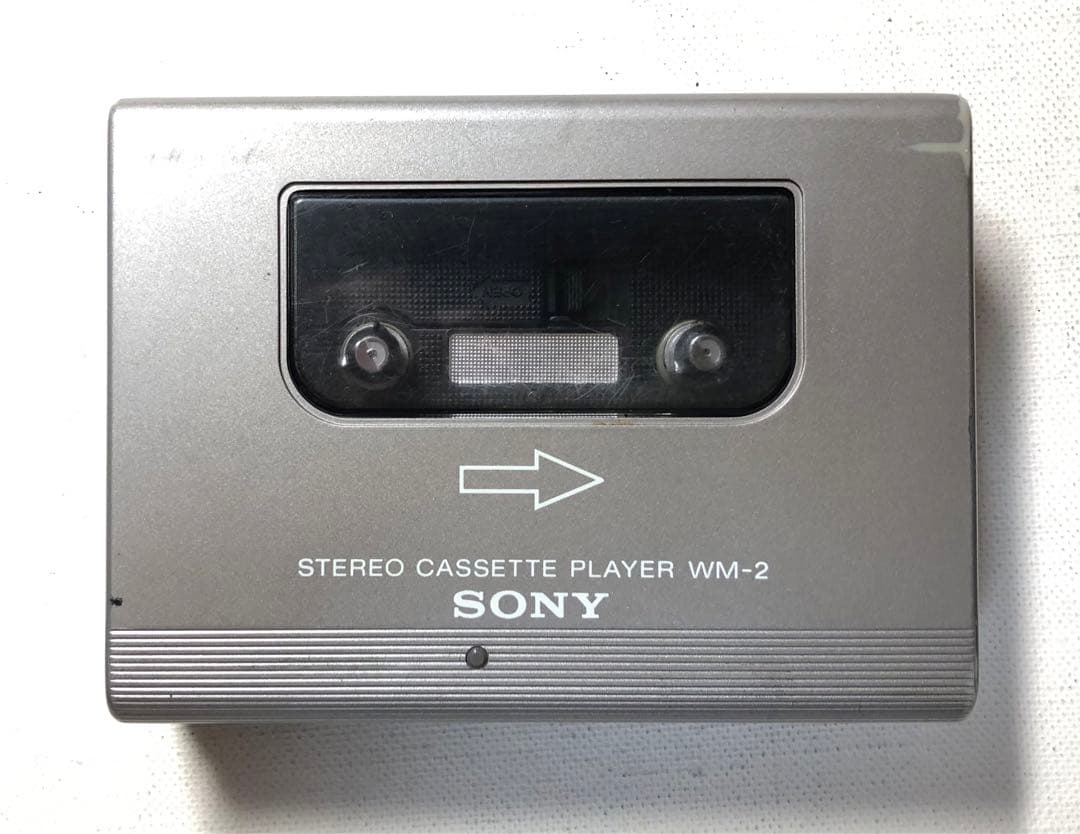 STEREO CASSETTE PLAYER WM-2
SONY